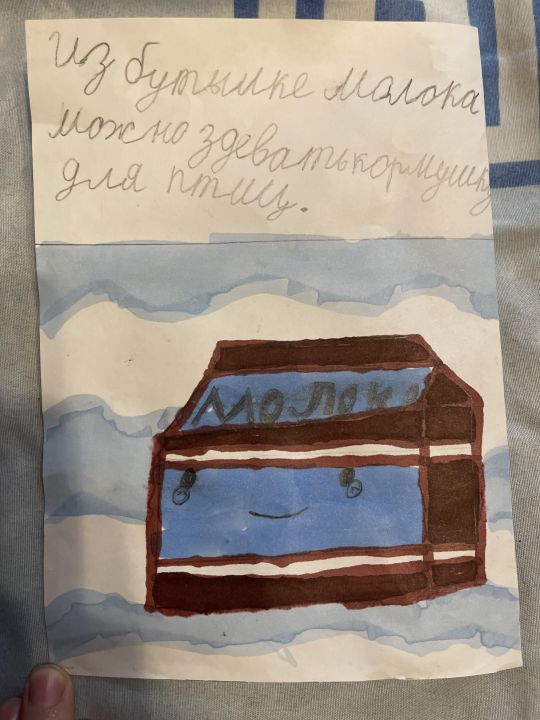 Из бутылке молока
можно здевать кормушку
для птиц.
Молоко